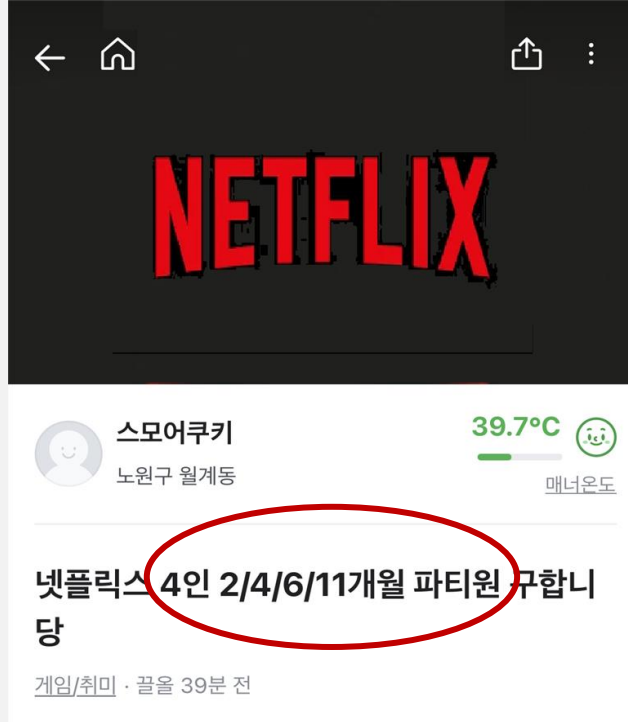 NETFLIX
스모어쿠키
39.7°C
노원구 월계동
매너온도
넷플릭스 4인 2/4/6/11개월 파티원 구합니
당
게임/취미 · 끌올 39분 전